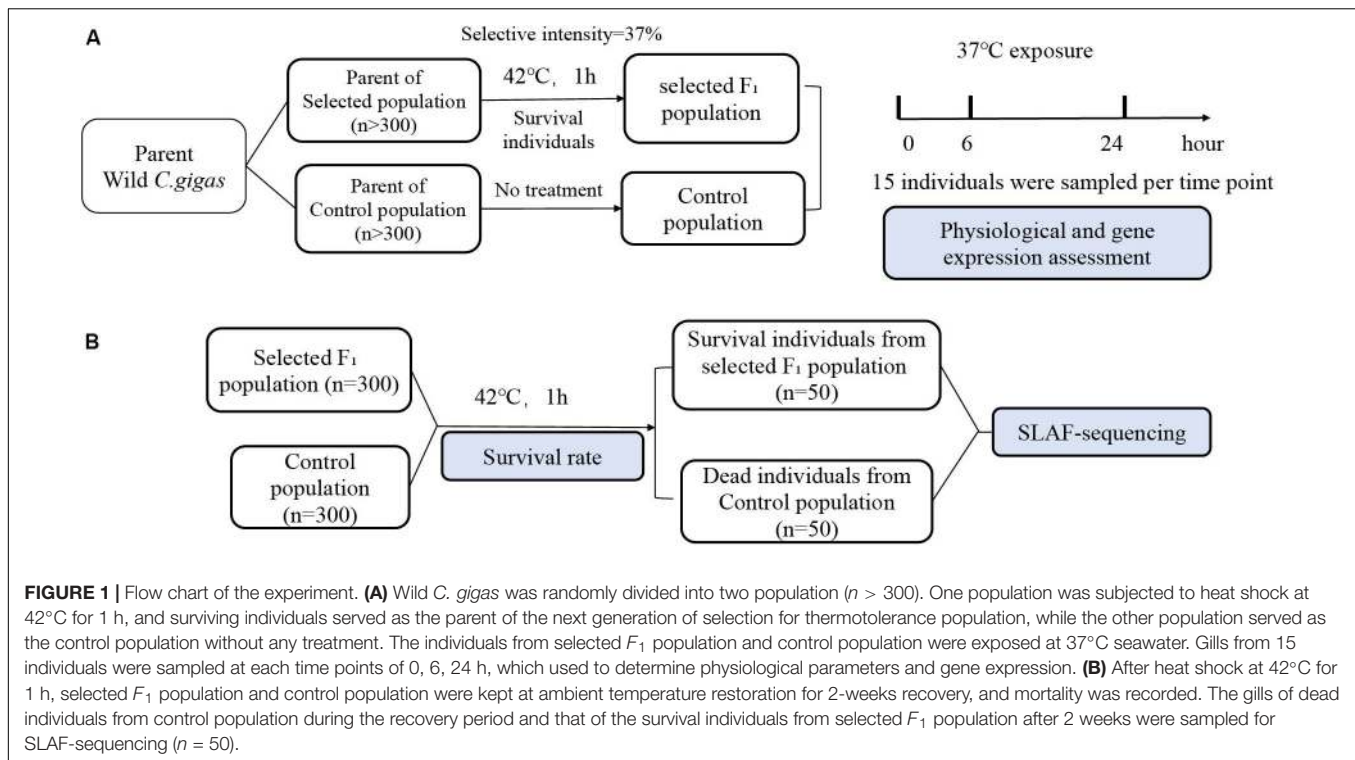 A
Selective intensity=37%
Parent of
Selected population
(n>300)
42℃, 1h
Survival
individuals
selected F₁
population
Parent
Wild C.gigas
Parent of
Control population
(n>300)
No treatment
Control
population
37℃ exposure
0 6 24 hour
15 individuals were sampled per time point
Physiological and gene
expression assessment
B
Selected F₁
population (n=300)
Control
population
(n=300)
42℃, 1h
Survival rate
Survival individuals from
selected F₁ population
(n=50)
Dead individuals from
Control population
(n=50)
SLAF-sequencing
FIGURE 1 | Flow chart of the experiment. (A) Wild C. gigas was randomly divided into two population (n > 300). One population was subjected to heat shock at
42°C for 1 h, and surviving individuals served as the parent of the next generation of selection for thermotolerance population, while the other population served as
the control population without any treatment. The individuals from selected F₁ population and control population were exposed at 37°C seawater. Gills from 15
individuals were sampled at each time points of 0, 6, 24 h, which used to determine physiological parameters and gene expression. (B) After heat shock at 42°C for
1 h, selected F₁ population and control population were kept at ambient temperature restoration for 2-weeks recovery, and mortality was recorded. The gills of dead
individuals from control population during the recovery period and that of the survival individuals from selected F₁ population after 2 weeks were sampled for
SLAF-sequencing (n = 50).